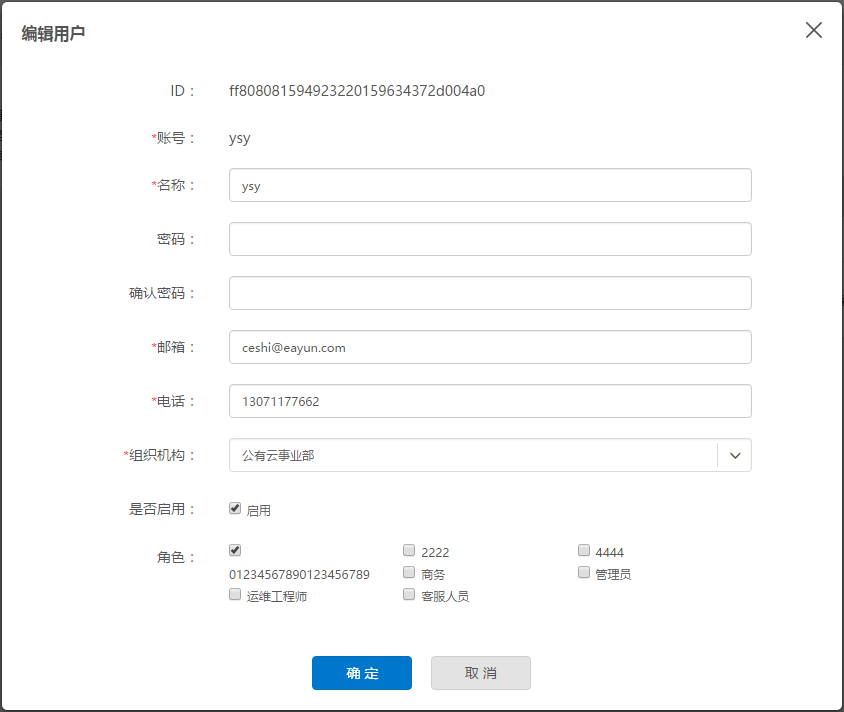 编辑用户
ID： ff808081594923220159634372d004a0
*账号： ysy
*名称： ysy
密码：
确认密码：
*邮箱： ceshi@eayun.com
*电话： 13071177662
*组织机构： 公有云事业部
是否启用： 启用
角色： 2222 4444
01234567890123456789 商务 管理员
运维工程师 客服人员
确 定 取 消